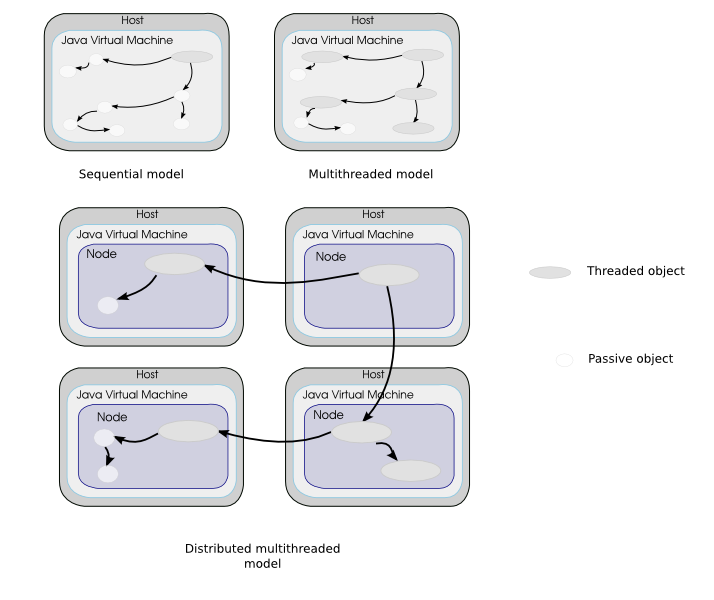 Host
Java Virtual Machine
Sequential model
Host
Java Virtual Machine
Multithreaded model
Host
Java Virtual Machine
Node
Host
Java Virtual Machine
Node
Threaded object
Passive object
Host
Java Virtual Machine
Node
Host
Java Virtual Machine
Node
Distributed multithreaded
model